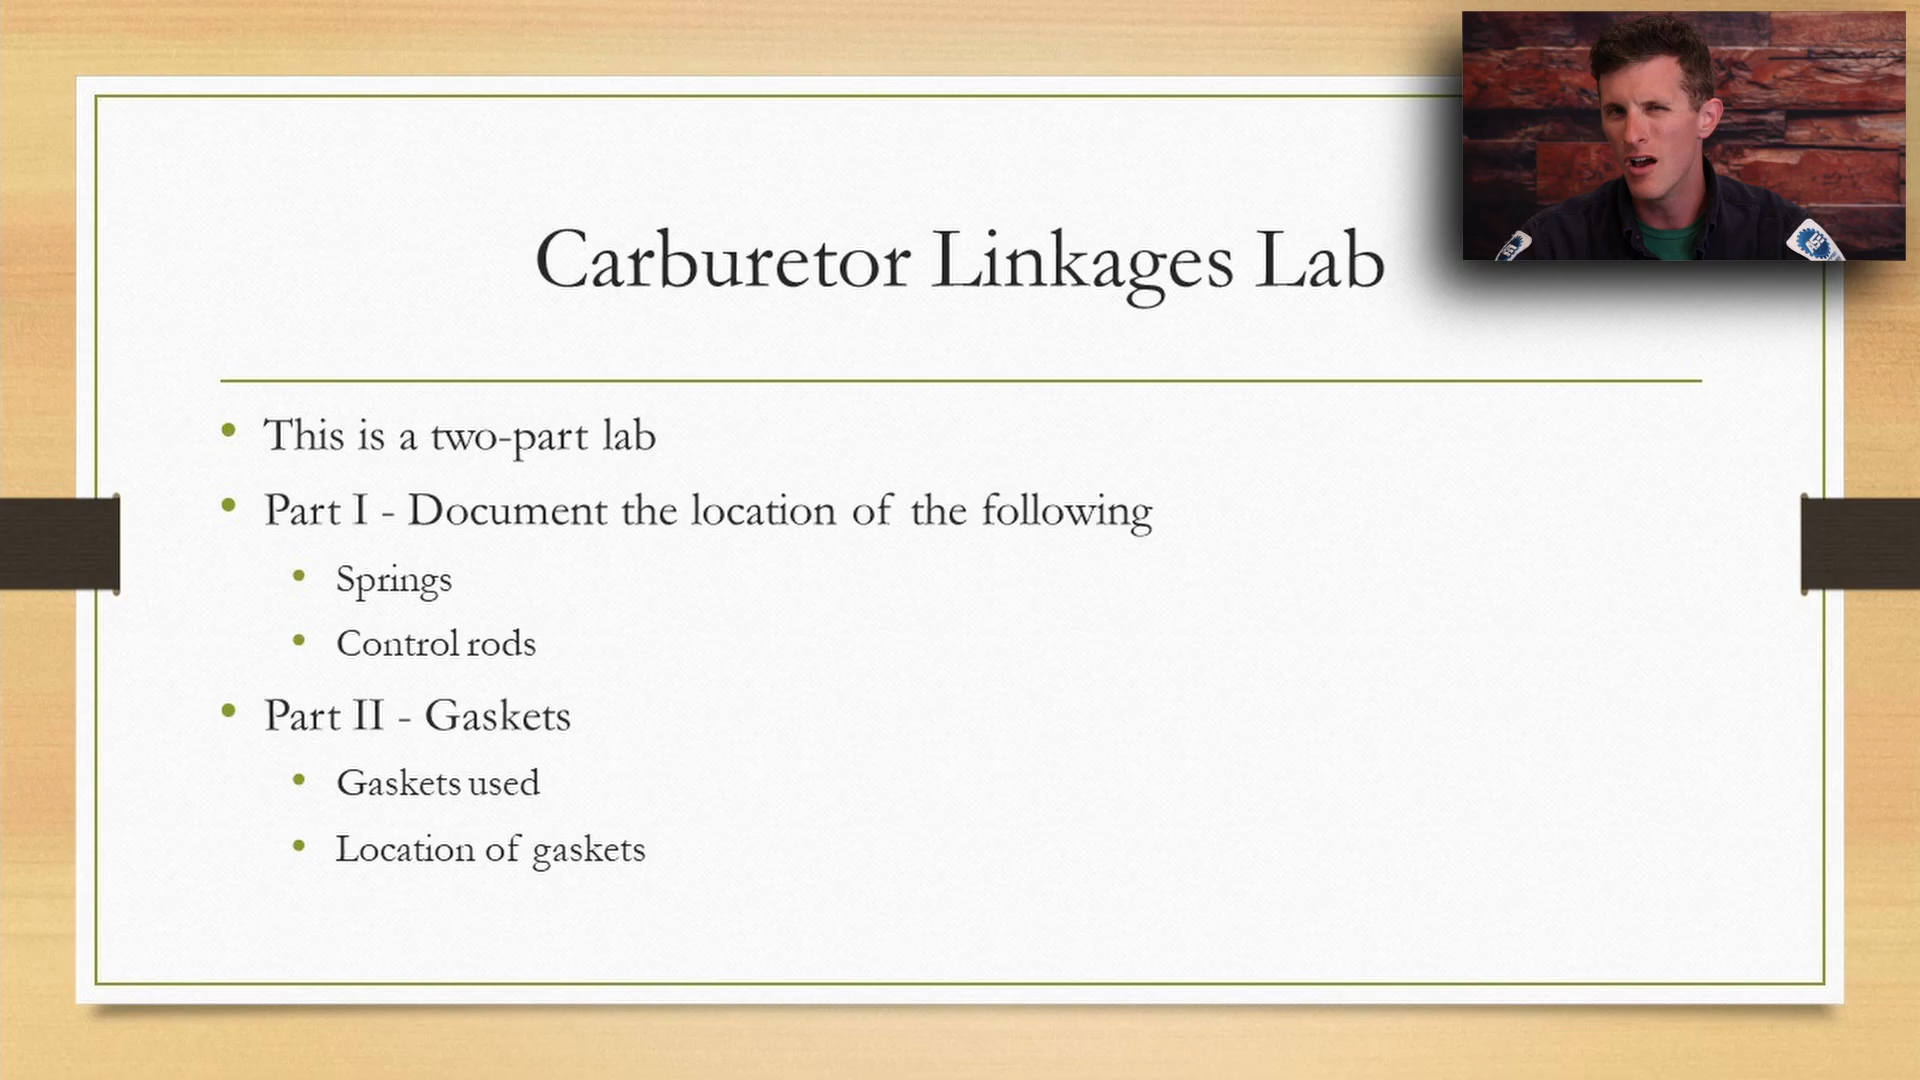 Carburetor Linkages Lab
This is a two-part lab
Part I - Document the location of the following
Springs
Control rods
Part II - Gaskets
Gaskets used
Location of gaskets
ASE